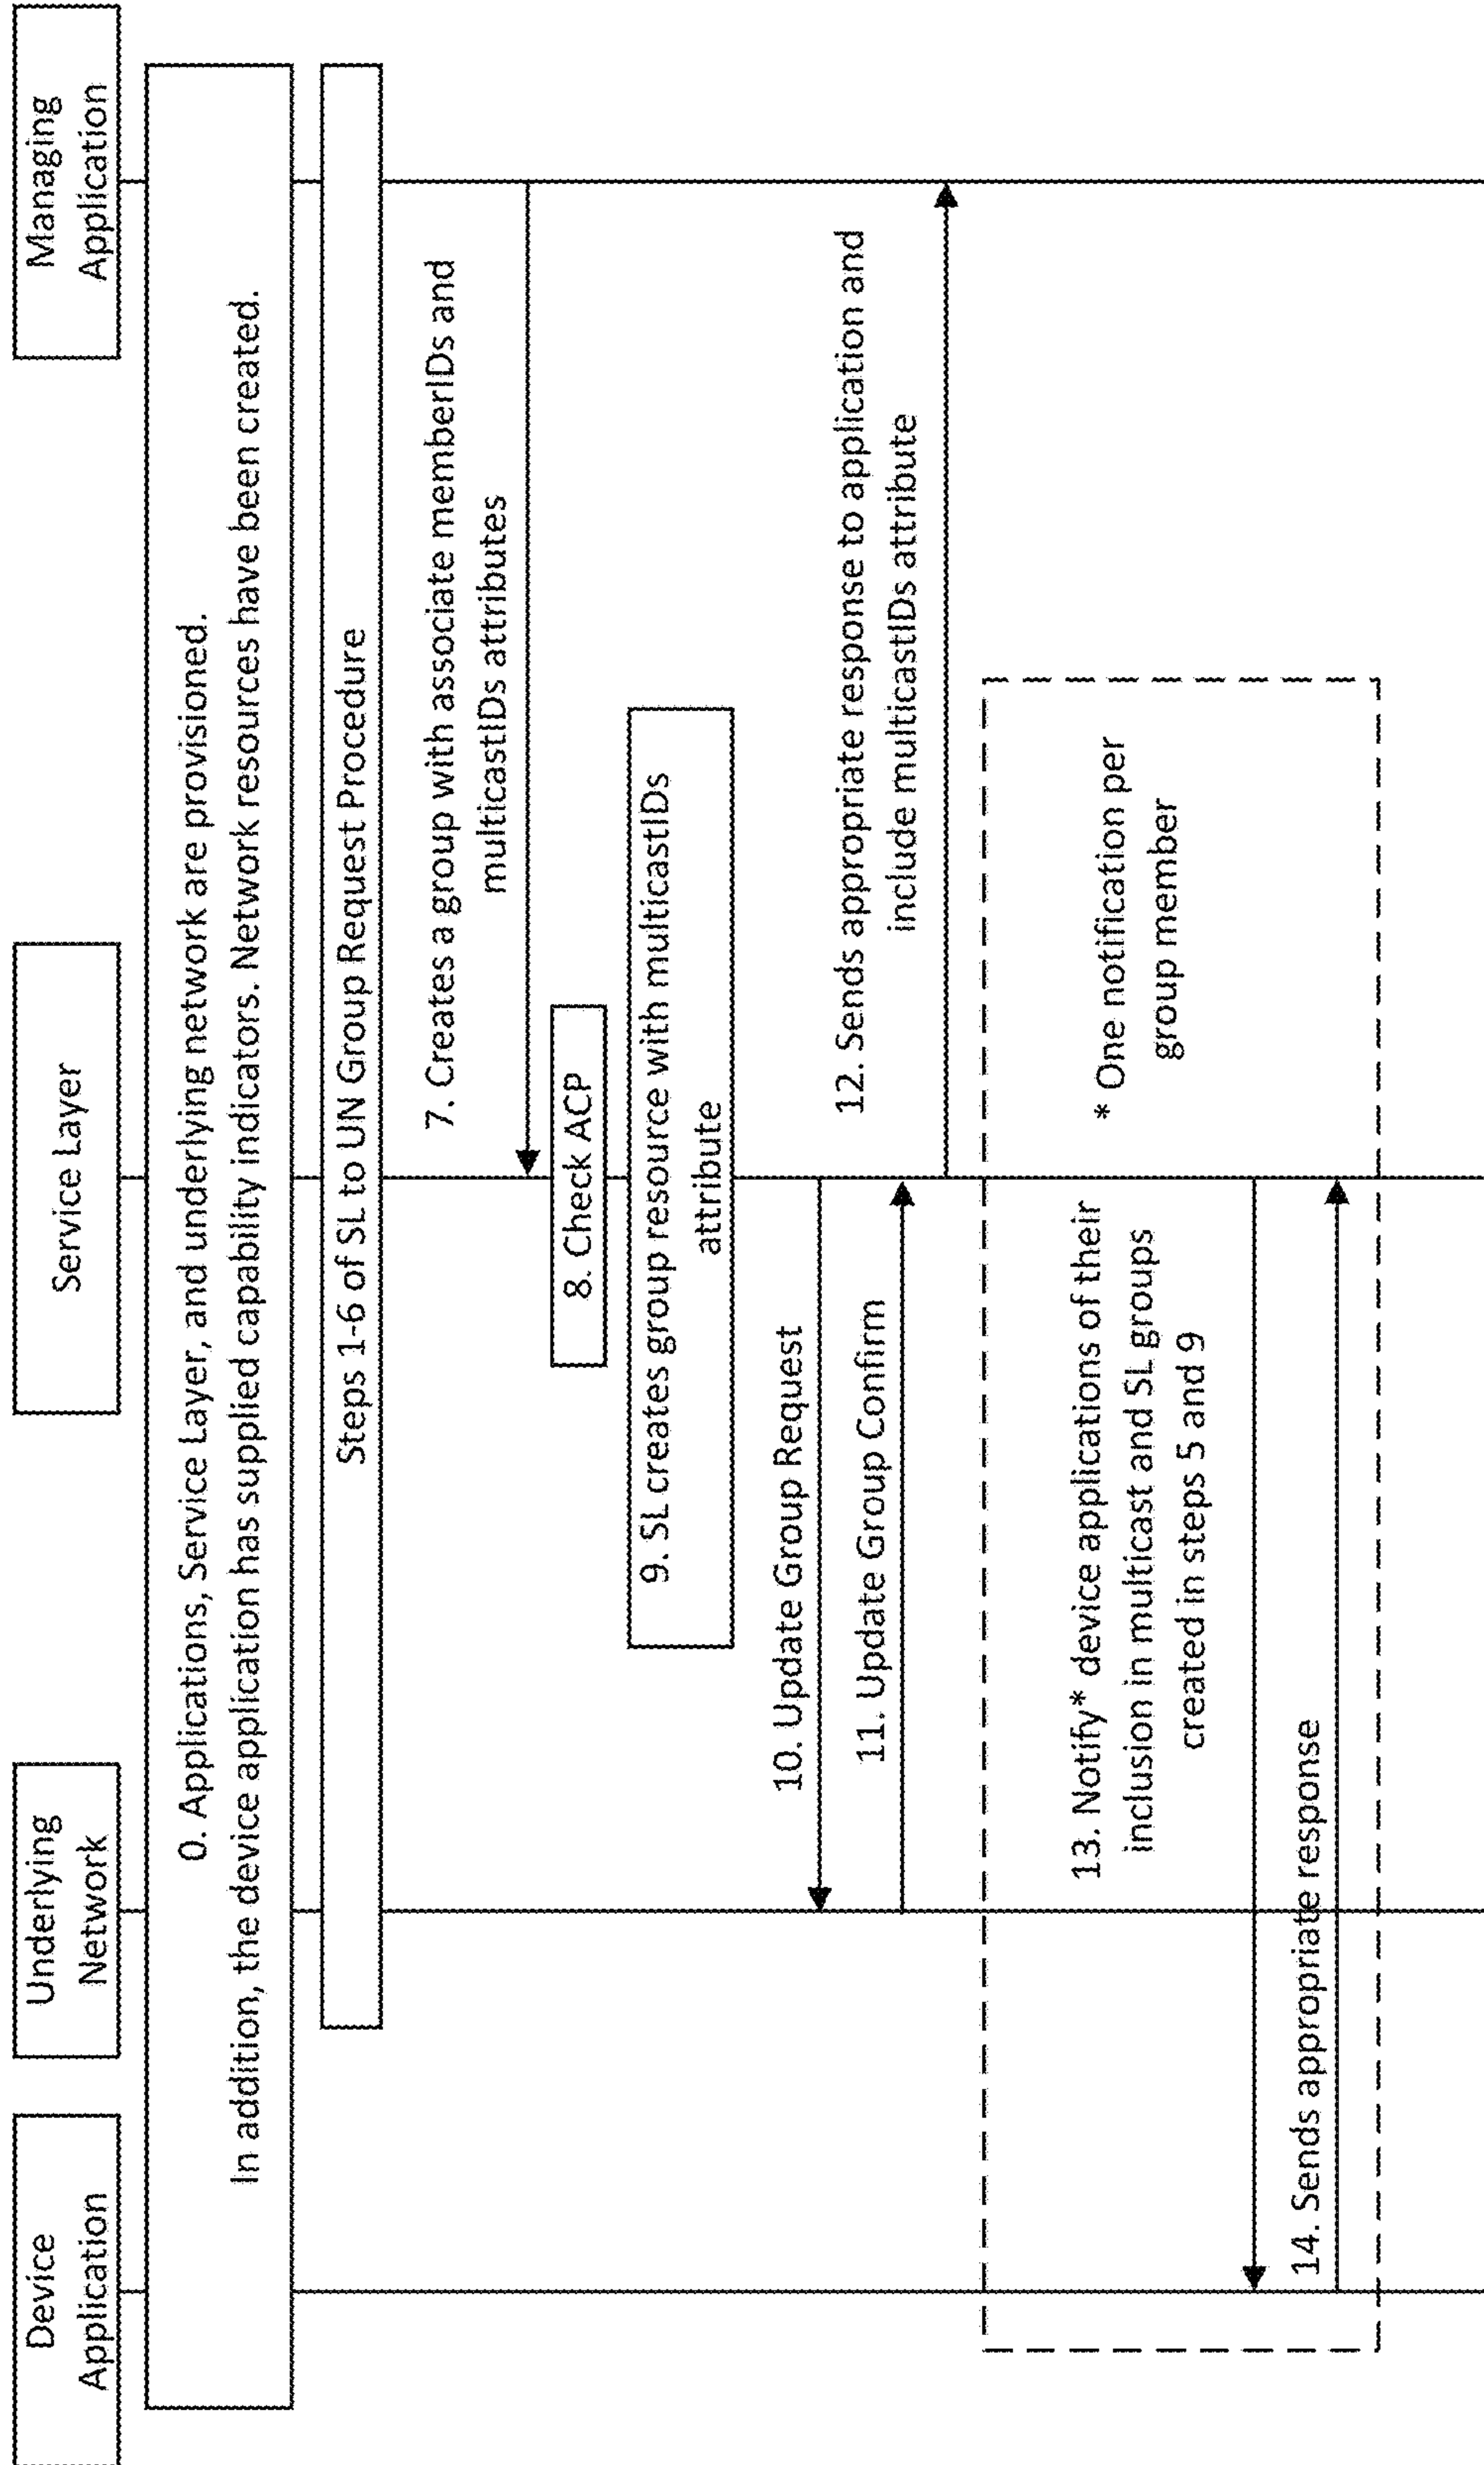 Device
Application
Underlying
Network
Service Layer
Managing
Application
0. Applications, Service Layer, and underlying network are provisioned.
In addition, the device application has supplied capability indicators. Network resources have been created.
Steps 1-6 of SL to UN Group Request Procedure
7. Creates a group with associate memberIDs and
multicastIDs attributes
8. Check ACP
9. SL creates group resource with multicastIDs
attribute
10. Update Group Request
11. Update Group Confirm
12. Sends appropriate response to application and
include multicastIDs attribute
13. Notify* device applications of their
inclusion in multicast and SL groups
created in steps 5 and 9
* One notification per
group member
14. Sends appropriate response